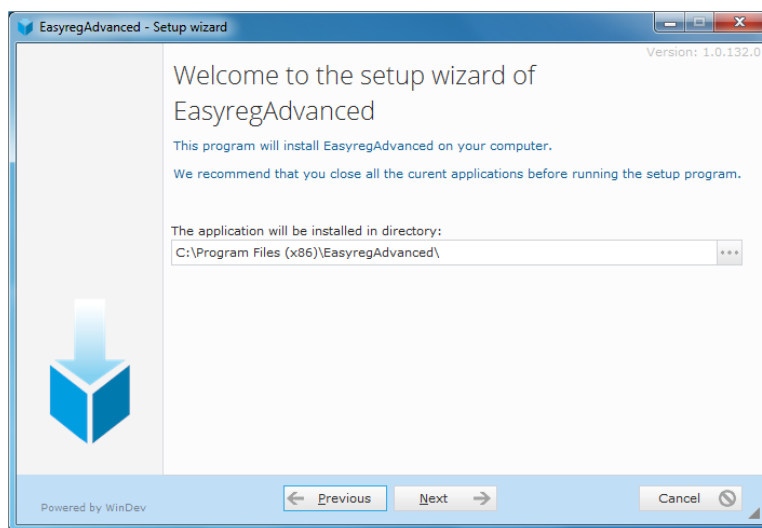 EasyregAdvanced - Setup wizard
Version: 1.0.132.0
Welcome to the setup wizard of
EasyregAdvanced
This program will install EasyregAdvanced on your computer.
We recommend that you close all the curent applications before running the setup program.
The application will be installed in directory:
C:\Program Files (x86)\EasyregAdvanced\
Powered by WinDev
Previous
Next
Cancel